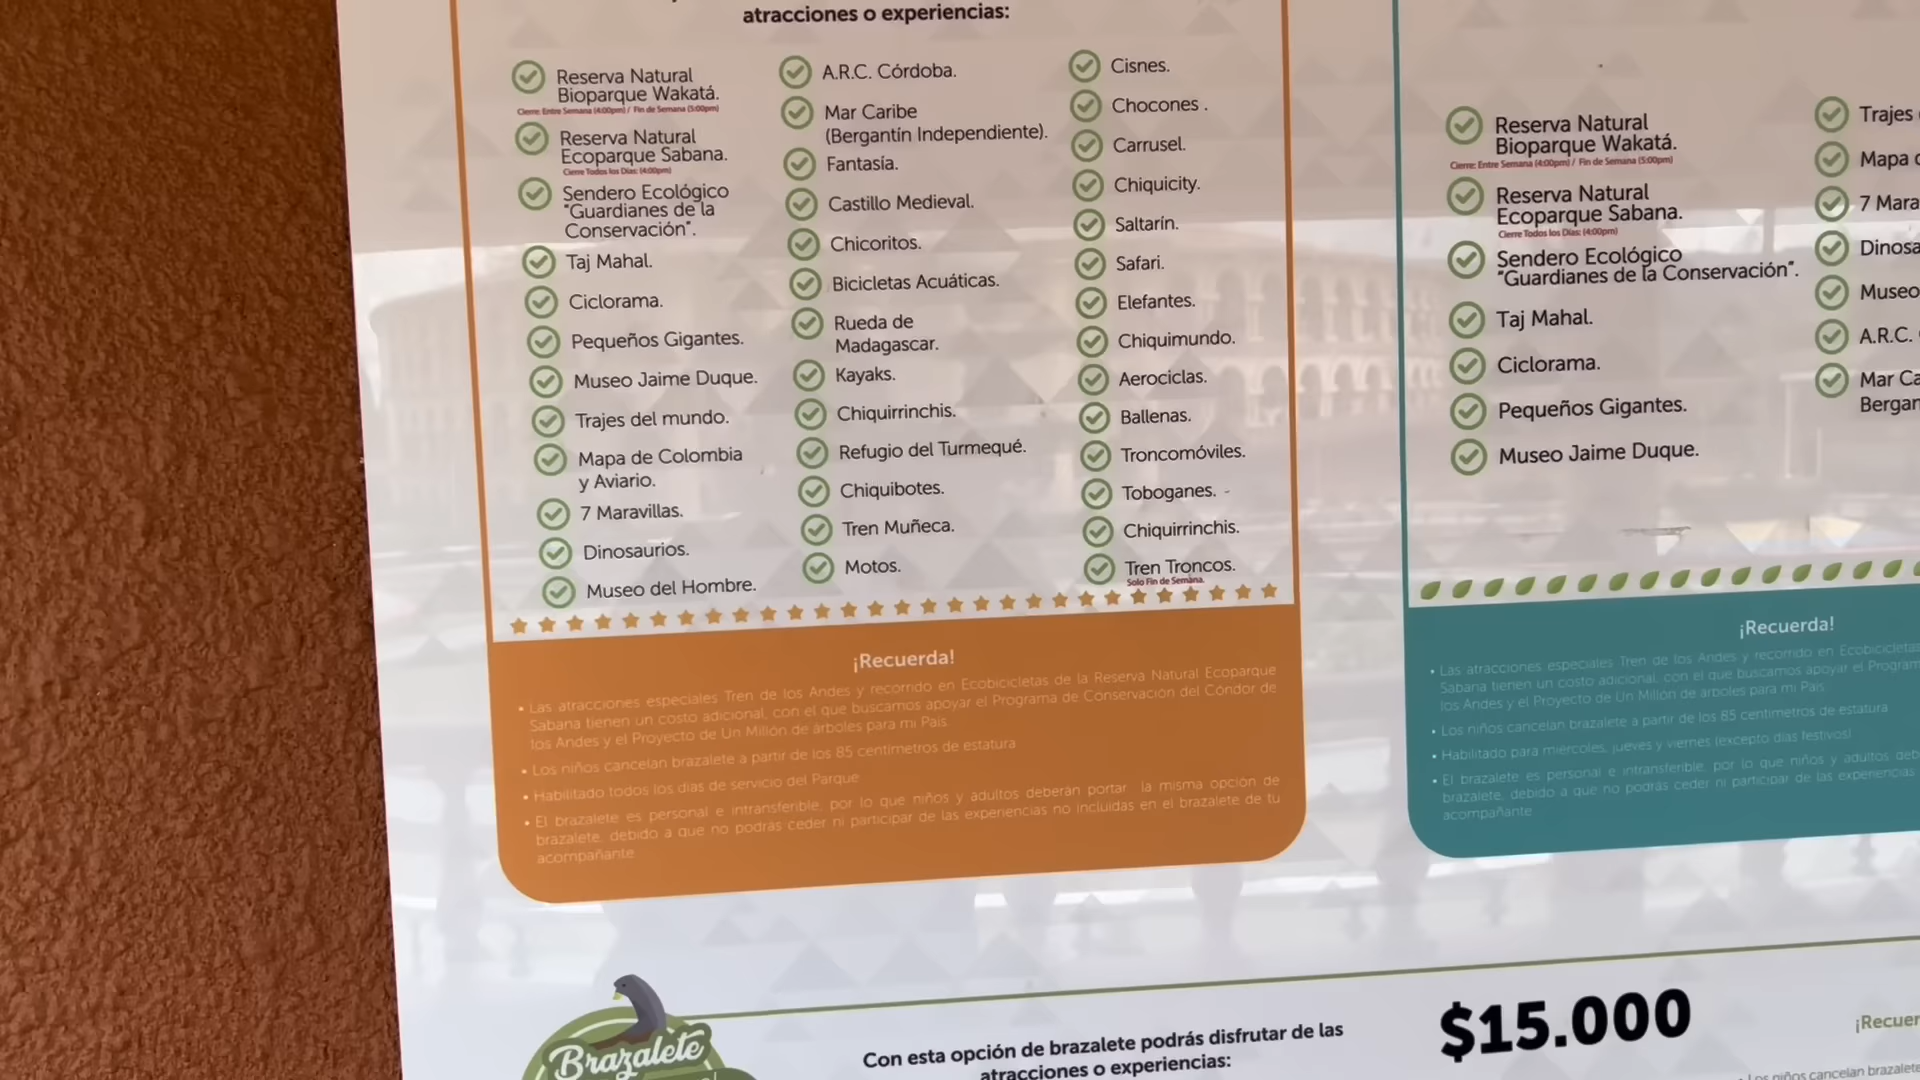 atracciones o experiencias:
Reserva Natural
Bioparque Wakatá.
Cierre: Entre Semana (4:00pm) / Fin de Semana (5:00pm)
Reserva Natural
Ecoparque Sabana.
Cierre Todos los Días: (4:00pm)
Sendero Ecológico
"Guardianes de la
Conservación".
Taj Mahal.
Ciclorama.
Pequeños Gigantes.
Museo Jaime Duque.
Trajes del mundo.
Mapa de Colombia
y Aviario.
7 Maravillas.
Dinosaurios.
Museo del Hombre.
A.R.C. Córdoba.
Mar Caribe
(Bergantín Independiente).
Fantasía.
Castillo Medieval.
Chicoritos.
Bicicletas Acuáticas.
Rueda de
Madagascar.
Kayaks.
Chiquirrinchis.
Refugio del Turmequé.
Chiquibotes.
Tren Muñeca.
Motos.
Cisnes.
Chocones .
Carrusel.
Chiquicity.
Saltarín.
Safari.
Elefantes.
Chiquimundo.
Aerociclas.
Ballenas.
Troncomóviles.
Toboganes.
Chiquirrinchis.
Tren Troncos.
Solo Fin de Semana.
¡Recuerda!
• Las atracciones especiales Tren de los Andes y recorrido en Ecobicicletas de la Reserva Natural Ecoparque
Sabana tienen un costo adicional, con el que buscamos apoyar el Programa de Conservación del Cóndor de
los Andes y el Proyecto de Un Millón de árboles para mi País.
• Los niños cancelan brazalete a partir de los 85 centímetros de estatura
• Habilitado todos los días de servicio del Parque
• El brazalete es personal e intransferible, por lo que niños y adultos deberán portar la misma opción de
brazalete, debido a que no podrás ceder ni participar de las experiencias no incluidas en el brazalete de tu
acompañante
Reserva Natural
Bioparque Wakatá.
Cierre: Entre Semana (4:00pm) / Fin de Semana (5:00pm)
Reserva Natural
Ecoparque Sabana.
Cierre Todos los Días: (4:00pm)
Sendero Ecológico
"Guardianes de la Conservación".
Taj Mahal.
Ciclorama.
Pequeños Gigantes.
Museo Jaime Duque.
Trajes
Mapa
7 Mara
Dinosa
Museo
A.R.C.
Mar Ca
Bergan
¡Recuerda!
• Las atracciones especiales Tren de los Andes y recorrido en Ecobicicletas
Sabana tienen un costo adicional, con el que buscamos apoyar el Program
los Andes y el Proyecto de Un Millón de árboles para mi País.
• Los niños cancelan brazalete a partir de los 85 centímetros de estatura
• Habilitado para miércoles, jueves y viernes (excepto días festivos)
• El brazalete es personal e intransferible, por lo que niños y adultos deb
brazalete, debido a que no podrás ceder ni participar de las experiencias
acompañante
Brazalete
Con esta opción de brazalete podrás disfrutar de las
atracciones o experiencias:
$15.000
¡Recuer
Los niños cancelan brazalete